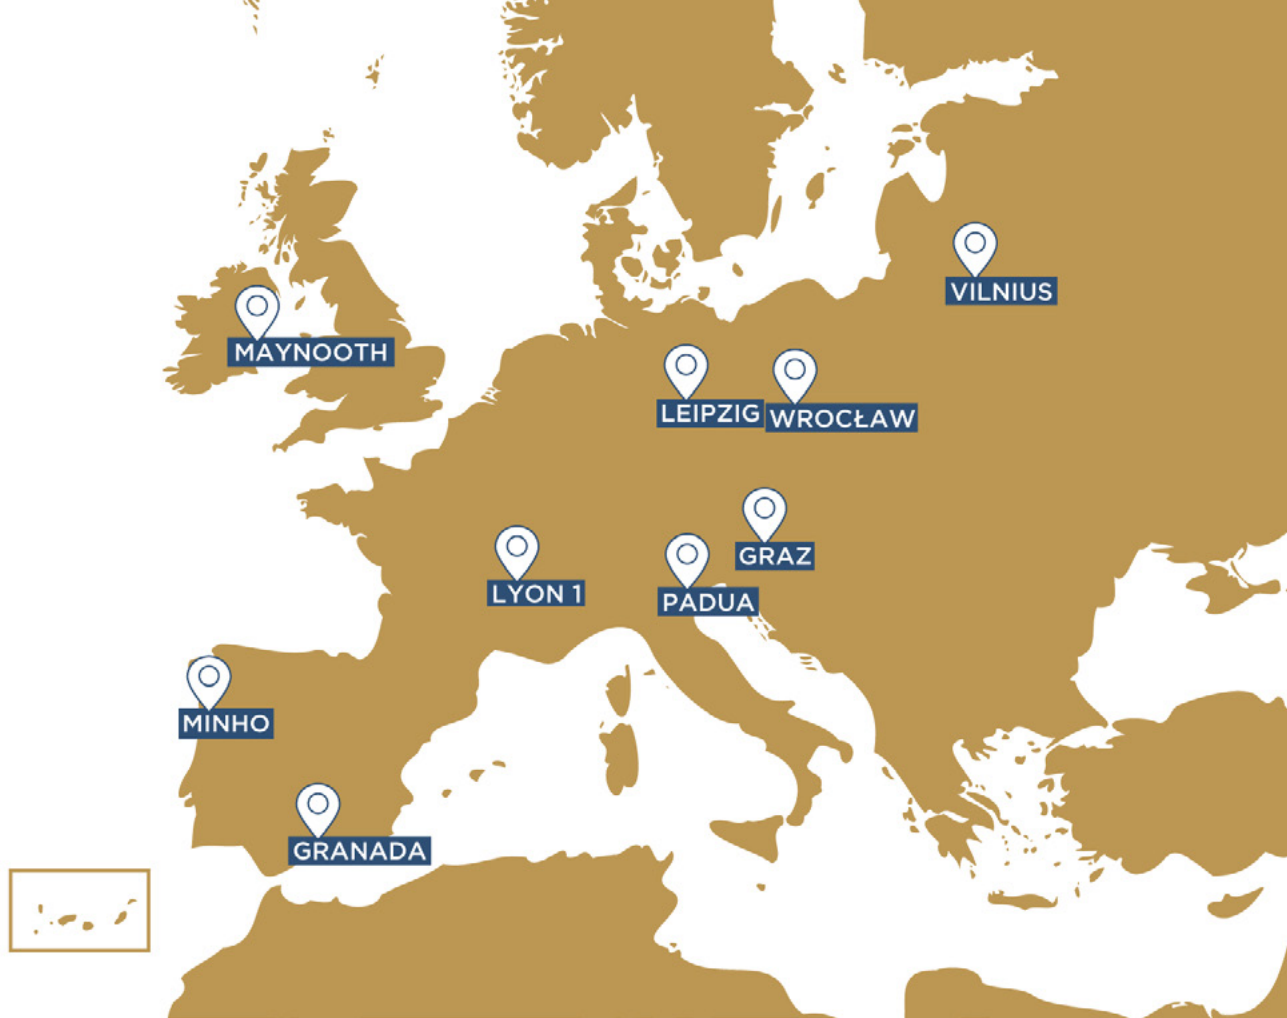 VILNIUS
MAYNOOTH
LEIPZIG
WROCŁAW
GRAZ
LYON 1
PADUA
MINHO
GRANADA